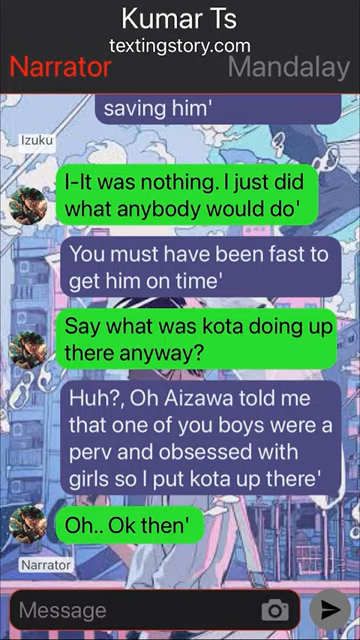 Kumar Ts
textingstory.com
Narrator
Mandalay
saving him'
Izuku
I-It was nothing. I just did
what anybody would do'
You must have been fast to
get him on time'
Say what was kota doing up
there anyway?
Huh?, Oh Aizawa told me
that one of you boys were a
perv and obsessed with
girls so I put kota up there'
Oh.. Ok then'
Narrator
Message